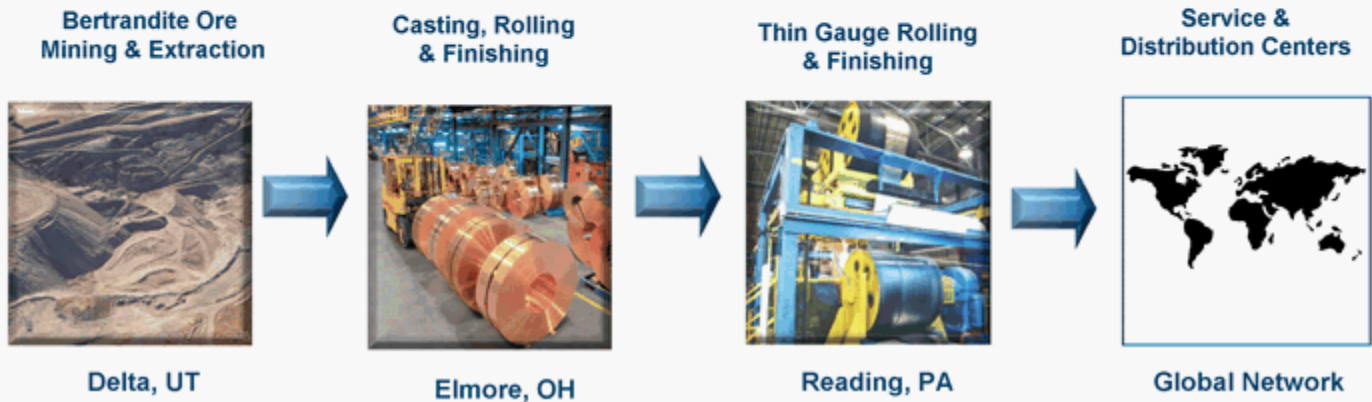 Bertrandite Ore
Mining & Extraction
Casting, Rolling
& Finishing
Thin Gauge Rolling
& Finishing
Service &
Distribution Centers
Delta, UT
Elmore, OH
Reading, PA
Global Network